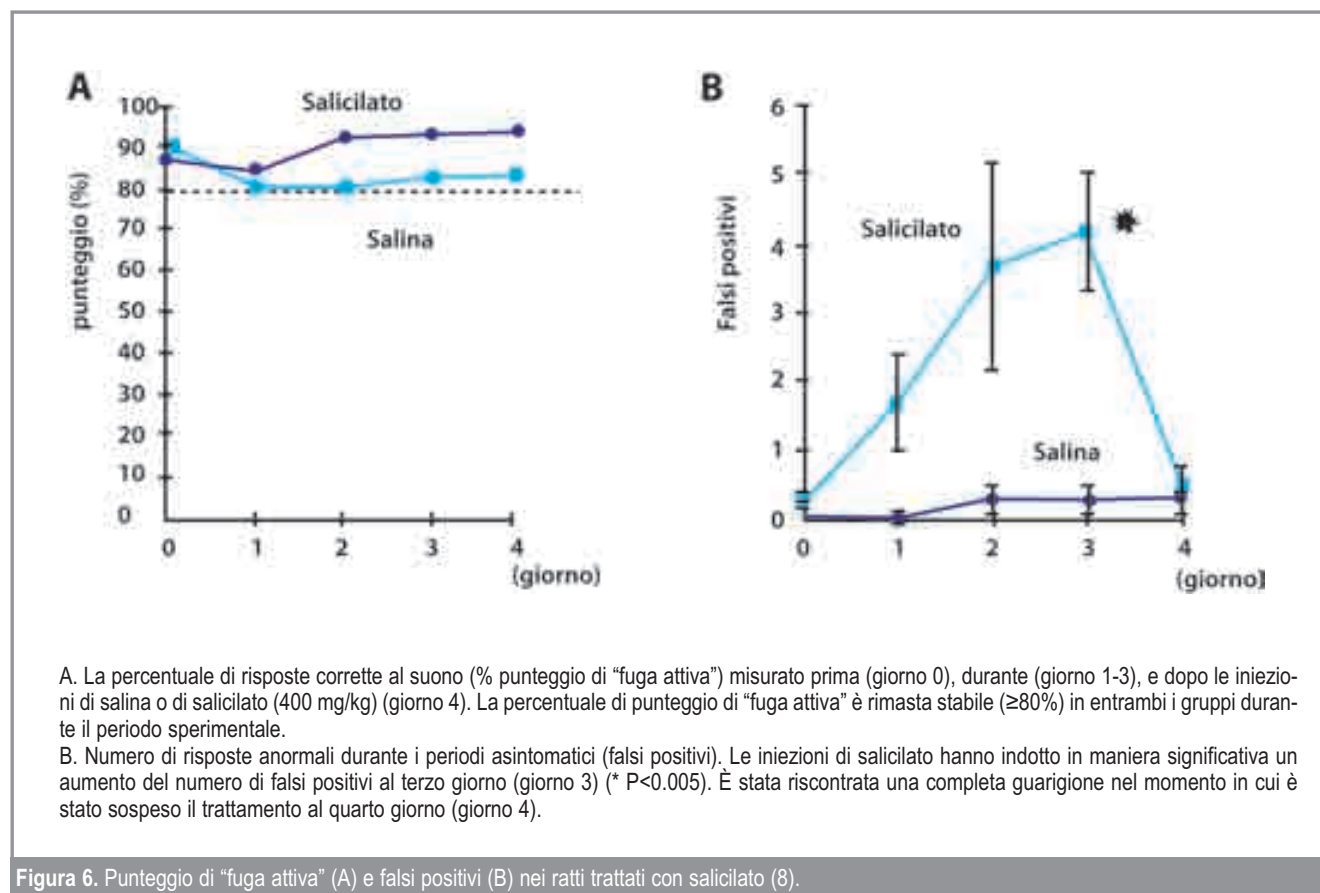 A
Salicilato
100
90
80
70
60
50
40
30
20
10
0
punteggio (%)
Salina
0 1 2 3 4
(giorno)
B
6
5
4
3
2
1
0
Falsi positivi
Salicilato
Salina
0 1 2 3 4
(giorno)
A. La percentuale di risposte corrette al suono (% punteggio di “fuga attiva”) misurato prima (giorno 0), durante (giorno 1-3), e dopo le iniezio-
ni di salina o di salicilato (400 mg/kg) (giorno 4). La percentuale di punteggio di “fuga attiva” è rimasta stabile (≥80%) in entrambi i gruppi duran-
te il periodo sperimentale.
B. Numero di risposte anormali durante i periodi asintomatici (falsi positivi). Le iniezioni di salicilato hanno indotto in maniera significativa un
aumento del numero di falsi positivi al terzo giorno (giorno 3) (* P<0.005). È stata riscontrata una completa guarigione nel momento in cui è
stato sospeso il trattamento al quarto giorno (giorno 4).
Figura 6. Punteggio di “fuga attiva” (A) e falsi positivi (B) nei ratti trattati con salicilato (8).